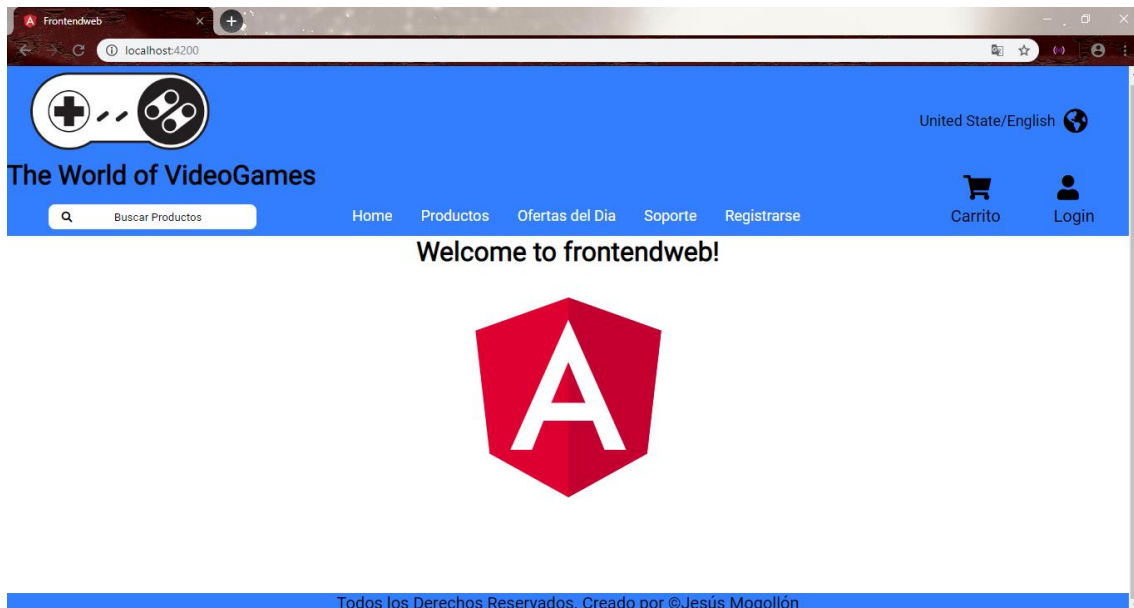 Frontendweb
localhost:4200
United State/English
The World of VideoGames
Buscar Productos
Home Productos Ofertas del Dia Soporte Registrarse
Carrito Login
Welcome to frontendweb!
A
Todos los Derechos Reservados. Creado por ©Jesús Mogollón